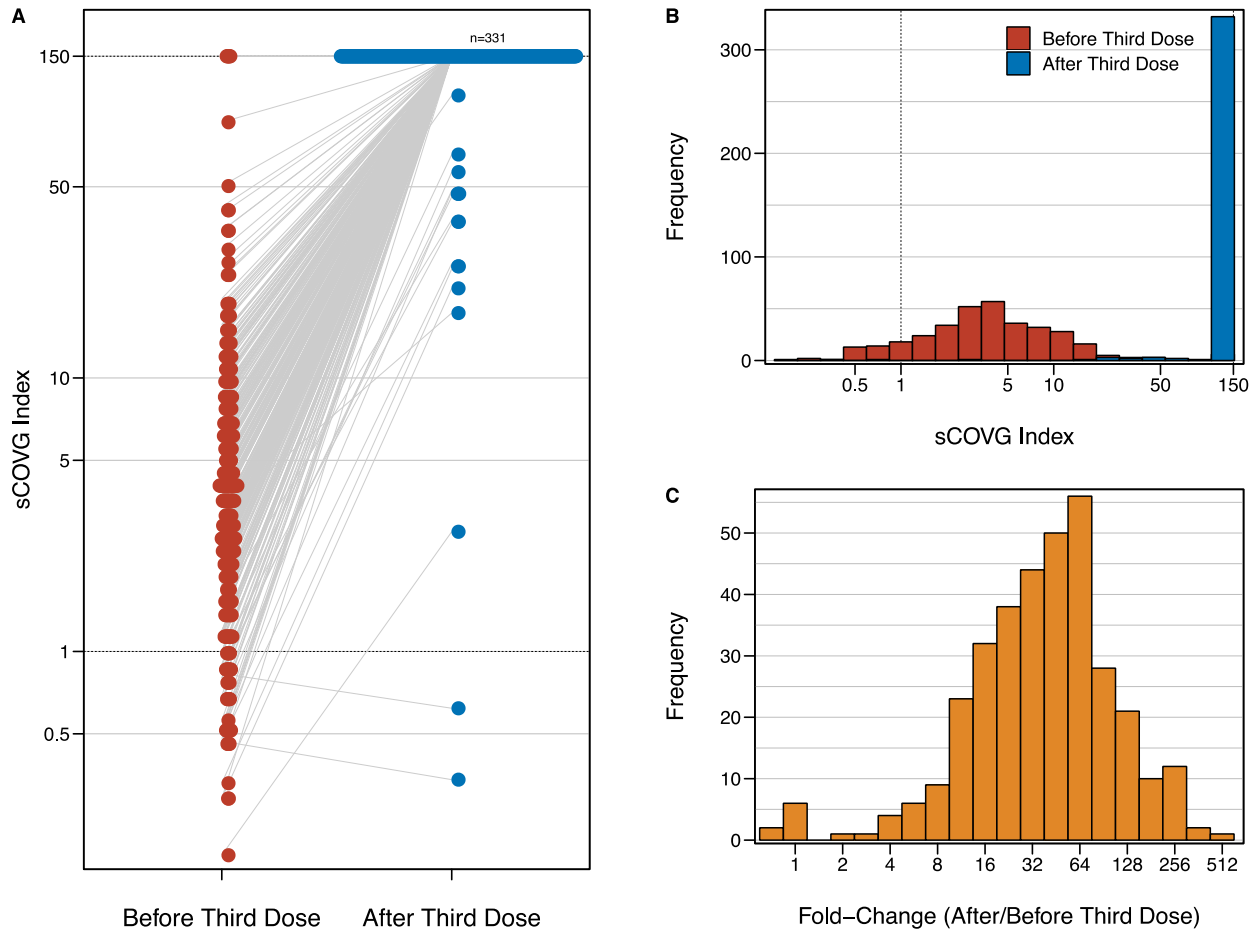 A
n=331
150
50
10
5
1
0.5
sCOVG Index
Before Third Dose After Third Dose
B
Before Third Dose
After Third Dose
300
200
100
0
Frequency
0.5 1 5 10 50 150
sCOVG Index
C
50
40
30
20
10
0
Frequency
1 2 4 8 16 32 64 128 256 512
Fold–Change (After/Before Third Dose)